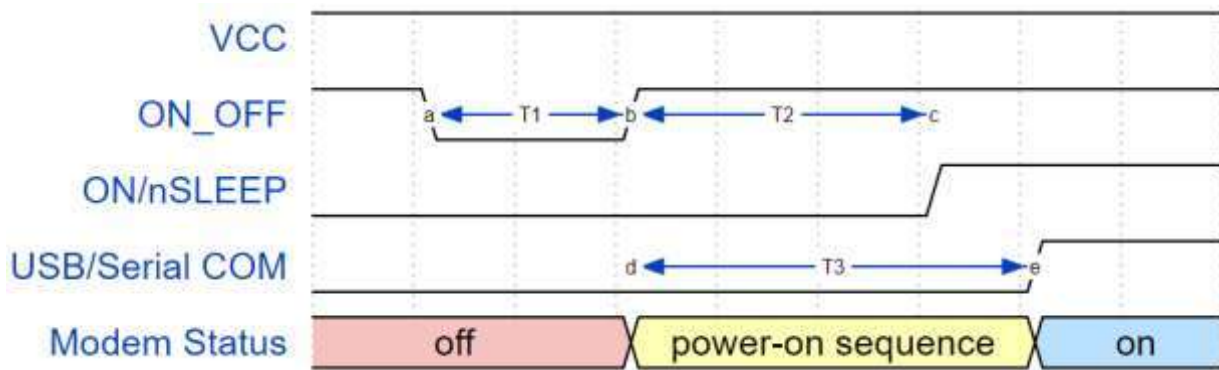 VCC
ON_OFF a T1 b T2 c
ON/nSLEEP
USB/Serial COM d T3 e
Modem Status off power-on sequence on